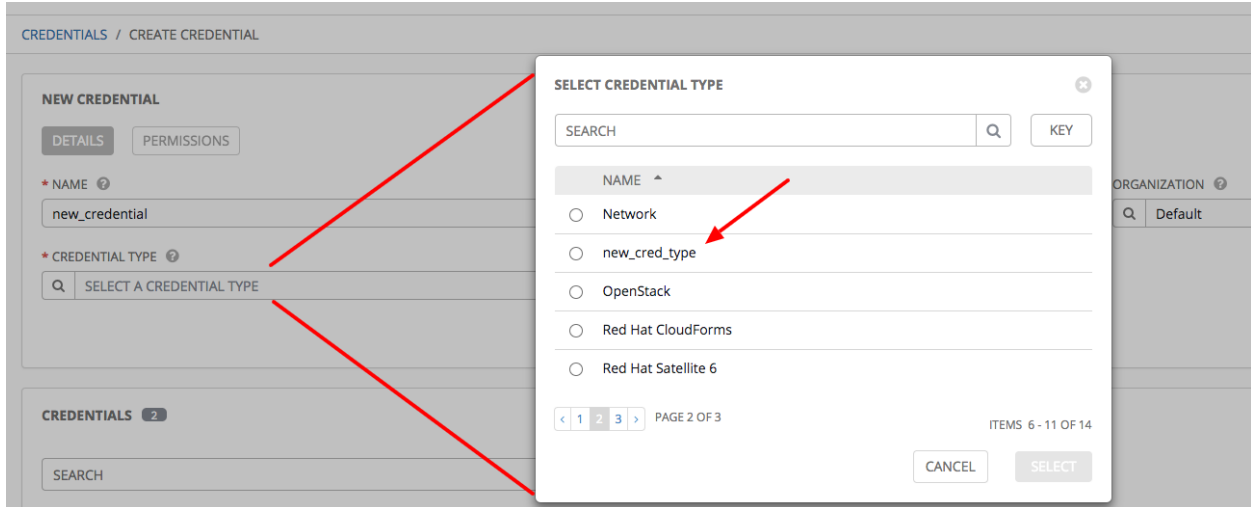 CREDENTIALS / CREATE CREDENTIAL
NEW CREDENTIAL
DETAILS
PERMISSIONS
* NAME
new_credential
* CREDENTIAL TYPE
SELECT A CREDENTIAL TYPE
ORGANIZATION
Default
CREDENTIALS 2
SEARCH
SELECT CREDENTIAL TYPE
SEARCH
KEY
NAME
Network
new_cred_type
OpenStack
Red Hat CloudForms
Red Hat Satellite 6
< 1 2 3 > PAGE 2 OF 3
ITEMS 6 - 11 OF 14
CANCEL
SELECT